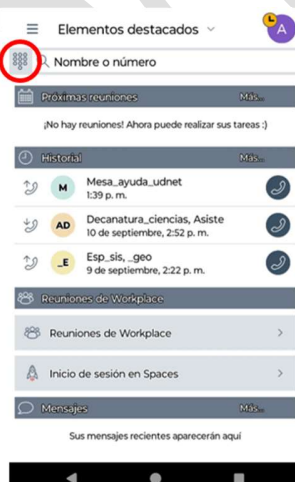 Elementos destacados
A
Nombre o número
Próximas reuniones Más...
¡No hay reuniones! Ahora puede realizar sus tareas :)
Historial Más...
M Mesa_ayuda_udnet
1:39 p. m.
AD Decanatura_ciencias, Asiste
10 de septiembre, 2:52 p. m.
_E Esp_sis, _geo
9 de septiembre, 2:22 p. m.
Reuniones de Workplace
Reuniones de Workplace
Inicio de sesión en Spaces
Mensajes Más...
Sus mensajes recientes aparecerán aquí